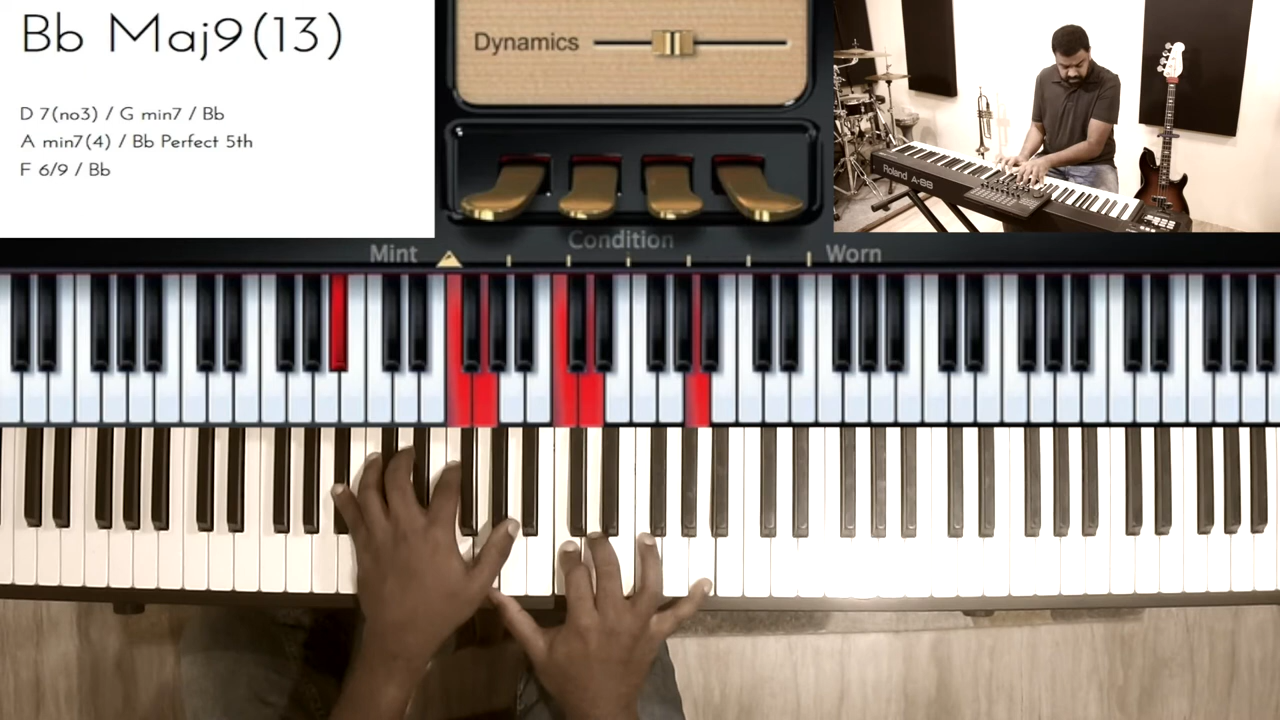 Bb Maj9(13)
D 7(no3) / G min7 / Bb
A min7(4) / Bb Perfect 5th
F 6/9 / Bb
Dynamics
Roland A-88
Mint
Condition
Worn